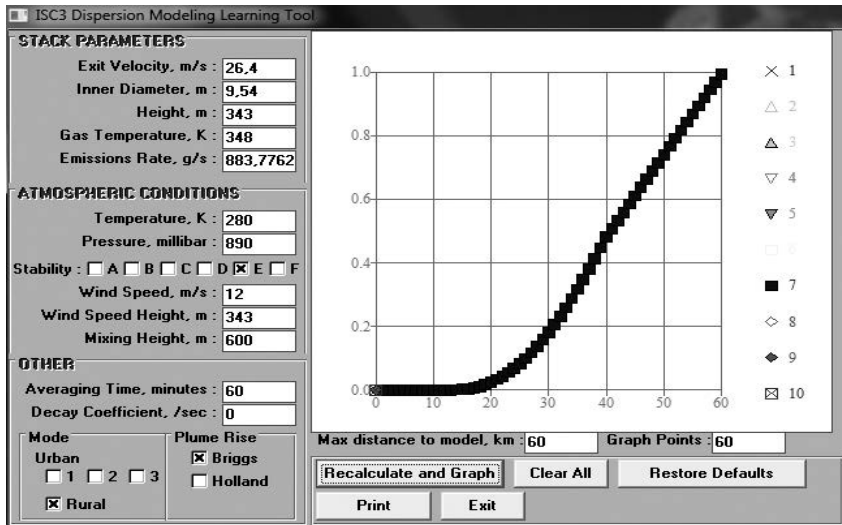 ISC3 Dispersion Modeling Learning Tool
STACK PARAMETERS
Exit Velocity, m/s : 26,4
Inner Diameter, m : 9,54
Height, m : 343
Gas Temperature, K : 348
Emissions Rate, g/s : 883,7762
ATMOSPHERIC CONDITIONS
Temperature, K : 280
Pressure, millibar : 890
Stability : A B C D E F
Wind Speed, m/s : 12
Wind Speed Height, m : 343
Mixing Height, m : 600
OTHER
Averaging Time, minutes : 60
Decay Coefficient, /sec : 0
Mode
Urban
1 2 3
Rural
Plume Rise
Briggs
Holland
1.0
0.8
0.6
0.4
0.2
0.0
0 10 20 30 40 50 60
1
2
3
4
5
6
7
8
9
10
Max distance to model, km : 60 Graph Points : 60
Recalculate and Graph Clear All Restore Defaults
Print Exit